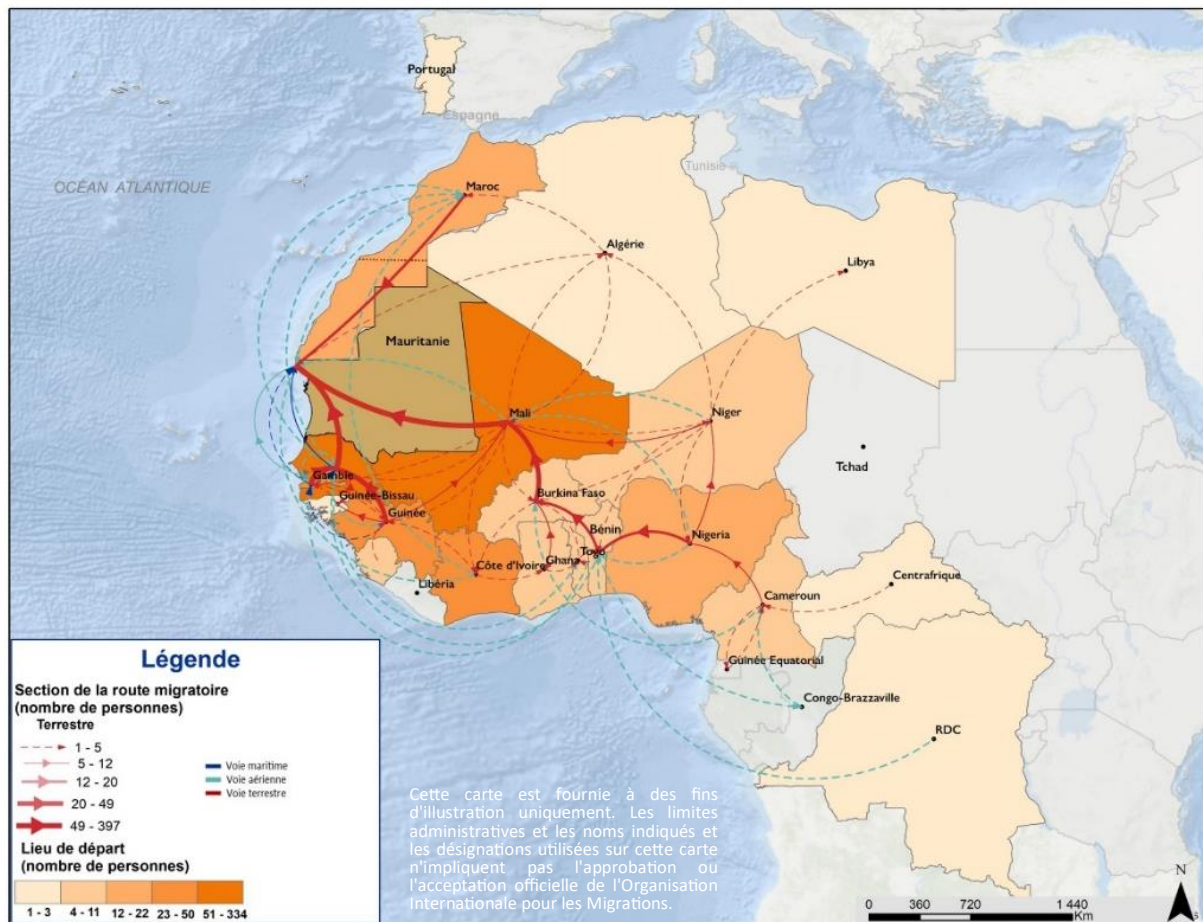 Portugal
Espagne
Tunisie
OCÉAN ATLANTIQUE
Maroc
Algérie
Libya
Mauritanie
Mali
Niger
Tchad
Gambie
Guinée-Bissau
Burkina Faso
Guinée
Bénin
Nigeria
Togo
Ghana
Côte d'Ivoire
Libéria
Centrafrique
Cameroun
Guinée Equatorial
Congo-Brazzaville
RDC
Légende
Section de la route migratoire
(nombre de personnes)
Terrestre
1 - 5
5 - 12
12 - 20
20 - 49
49 - 397
Voie maritime
Voie aérienne
Voie terrestre
Lieu de départ
(nombre de personnes)
1 - 3 4 - 11 12 - 22 23 - 50 51 - 334
Cette carte est fournie à des fins
d'illustration uniquement. Les limites
administratives et les noms indiqués et
les désignations utilisées sur cette carte
n'impliquent pas l'approbation ou
l'acceptation officielle de l'Organisation
Internationale pour les Migrations.
N
0 360 720 1 440
Km